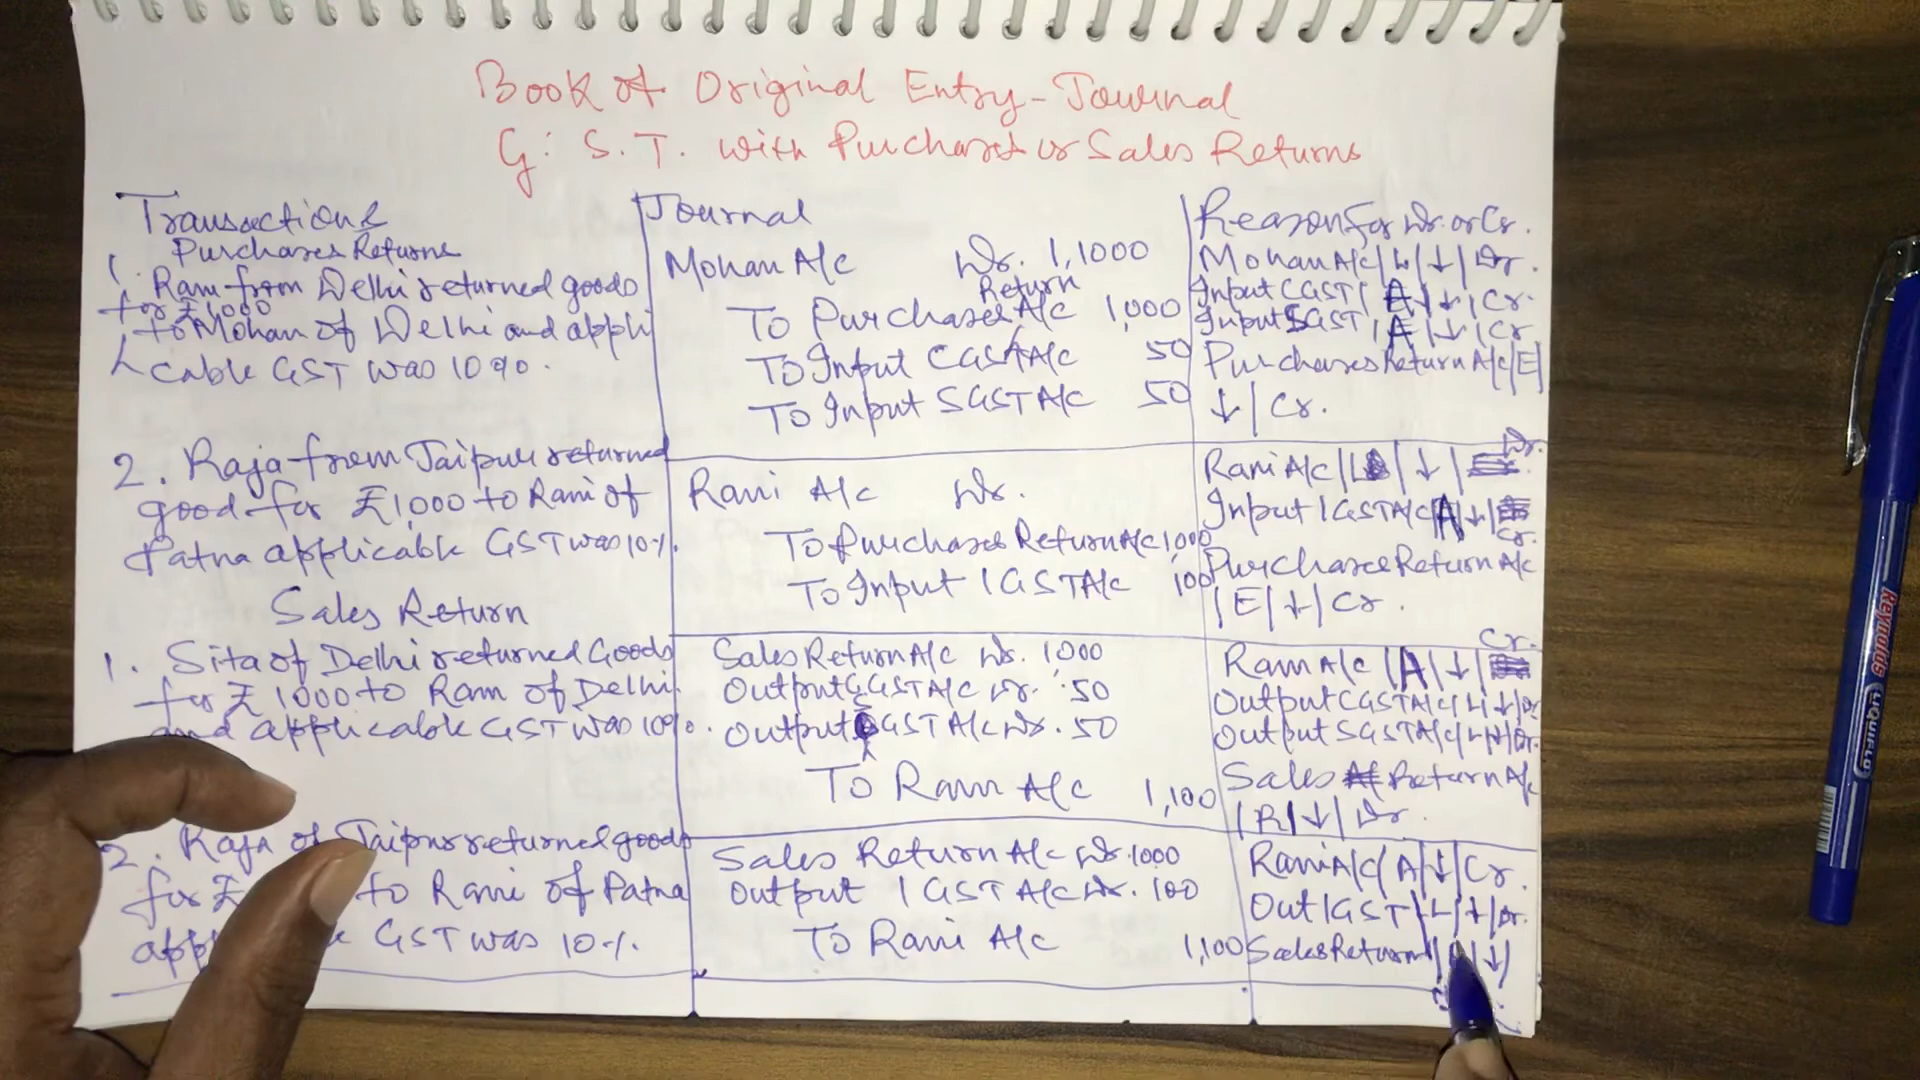 Book of Original Entry-Journal
G. S. T. with Purchases or Sales Returns
Transactions
Purchases Returns
1. Ram from Delhi returned goods
for ₹1000
to Mohan of Delhi and appli
cable GST was 10%.
2. Raja from Jaipur returned
good for ₹1,000 to Rani of
Patna applicable GST was 10%.
Sales Return
1. Sita of Delhi returned Goods
for ₹1000 to Ram of Delhi
and applicable GST was 10%.
2. Raja of Jaipur returned goods
for ₹ to Rani of Patna
app GST was 10%.
Journal
Mohan A/c Dr. 1,1000
Return
To Purchases A/c 1,000
To Input CGST A/c 50
To Input SGST A/c 50
Rani A/c Dr.
To Purchases Return A/c 1,000
To Input IGST A/c 100
Sales Return A/c Dr. 1000
Output CGST A/c Dr. 50
Output SGST A/c Dr. 50
To Ram A/c 1,100
Sales Return A/c Dr. 1000
Output IGST A/c Dr. 100
To Rani A/c 1,100
Reason for Dr. or Cr.
Mohan A/c | L | ↓ | Dr.
Input CGST | A | ↓ | Cr.
Input SGST | A | ↓ | Cr
Purchases Return A/c | E |
↓ | Cr.
Rani A/c | L | ↓ | Dr.
Input IGST A/c | A | ↓ | Cr.
Purchases Return A/c
| E | ↓ | Cr.
Ram A/c | A | ↓ | Cr.
Output CGST A/c | L | ↓ | Dr
Output SGST A/c | L | ↓ | Dr.
Sales Return A/c
| R | ↓ | Dr.
Rani A/c | A | ↓ | Cr.
Out IGST | L | ↓ | Dr.
Sales Return | ↓ |
Reynolds
LIQUIFLO